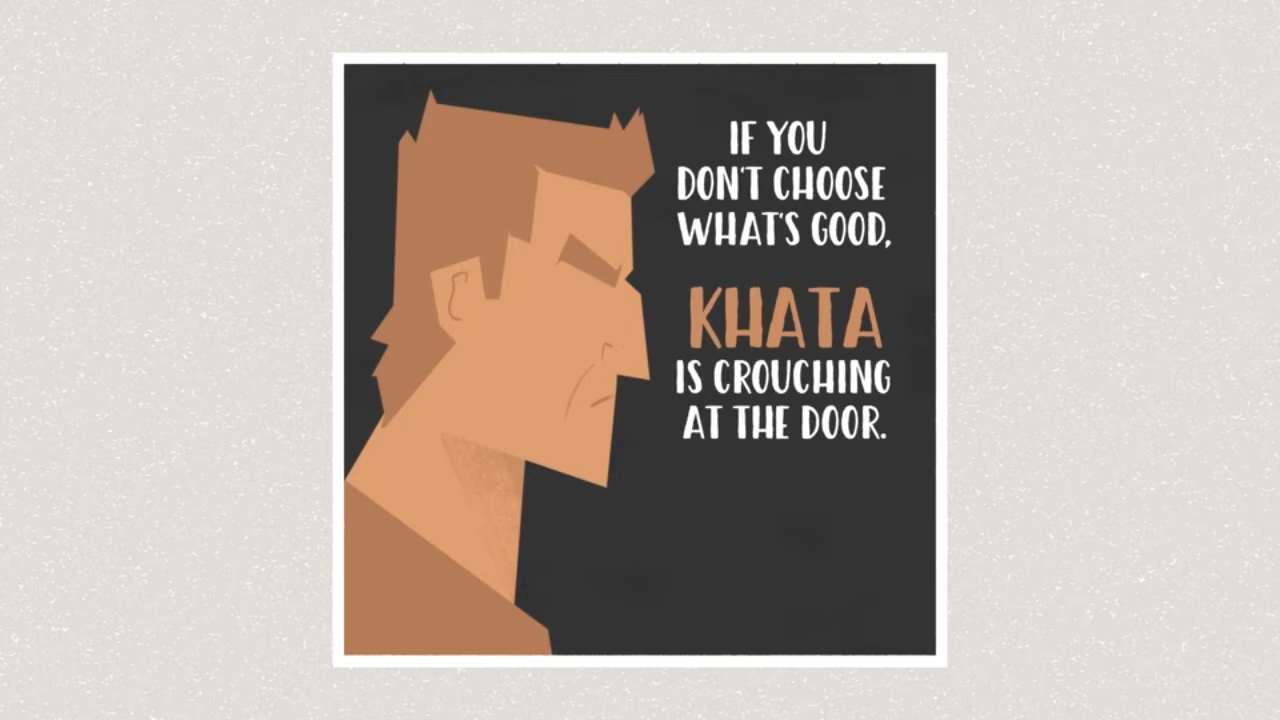 IF YOU
DON'T CHOOSE
WHAT'S GOOD,
KHATA
IS CROUCHING
AT THE DOOR.